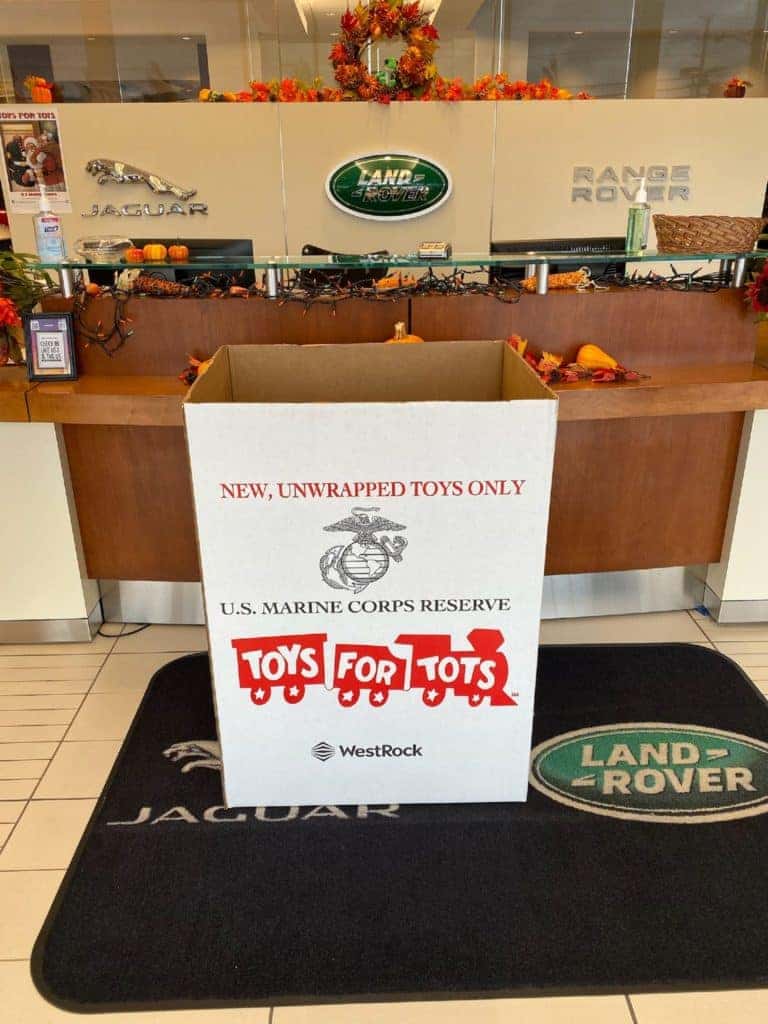 TOYS FOR TOTS
JAGUAR
LAND
ROVER
RANGE
ROVER
NEW, UNWRAPPED TOYS ONLY
U.S. MARINE CORPS RESERVE
TOYS FOR TOTS
WestRock
JAGUAR
LAND
ROVER